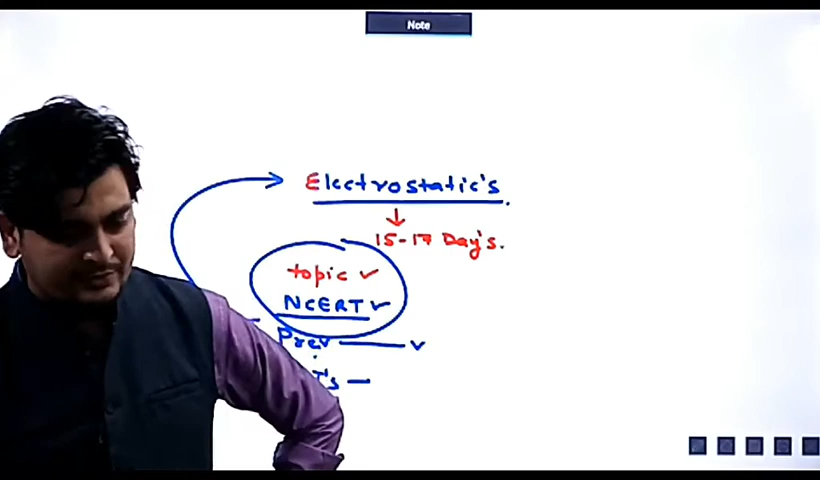 Note
Electrostatic's
15-17 Day's.
topic ✓
NCERT ✓
Prev